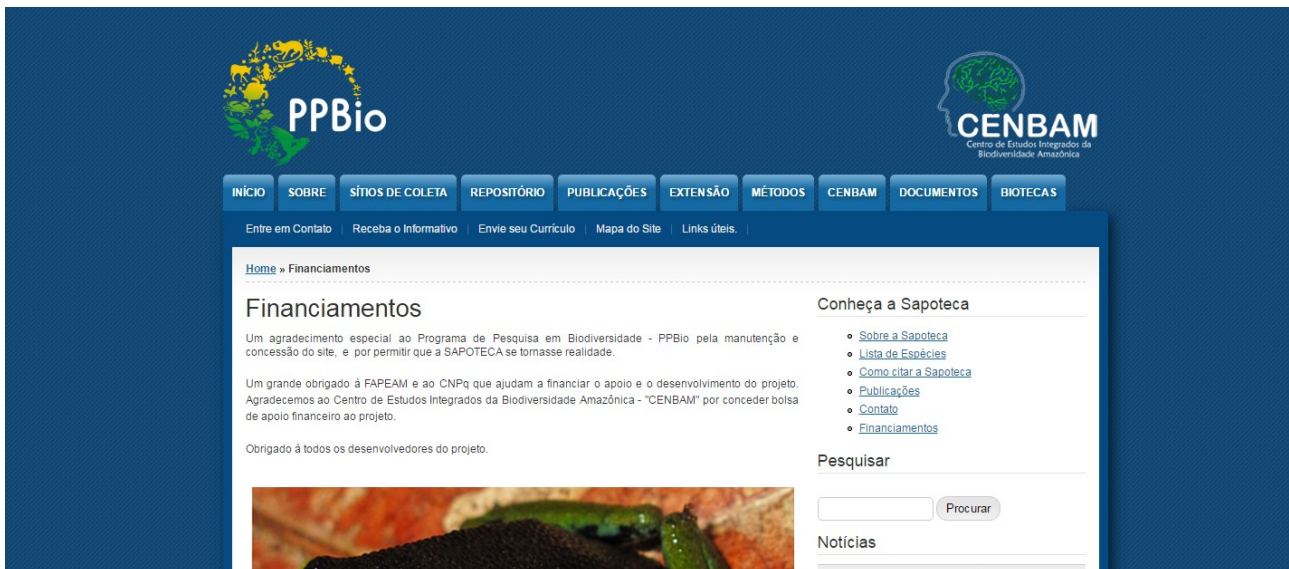 PPBio
CENBAM
Centro de Estudos Integrados da
Biodiversidade Amazônica
INÍCIO SOBRE SÍTIOS DE COLETA REPOSITÓRIO PUBLICAÇÕES EXTENSÃO MÉTODOS CENBAM DOCUMENTOS BIOTECAS
Entre em Contato | Receba o Informativo | Envie seu Currículo | Mapa do Site | Links úteis. |
Home » Financiamentos
Financiamentos
Um agradecimento especial ao Programa de Pesquisa em Biodiversidade - PPBio pela manutenção e
concessão do site, e por permitir que a SAPOTECA se tornasse realidade.
Um grande obrigado á FAPEAM e ao CNPq que ajudam a financiar o apoio e o desenvolvimento do projeto.
Agradecemos ao Centro de Estudos Integrados da Biodiversidade Amazônica - "CENBAM" por conceder bolsa
de apoio financeiro ao projeto.
Obrigado á todos os desenvolvedores do projeto.
Conheça a Sapoteca
Sobre a Sapoteca
Lista de Espécies
Como citar a Sapoteca
Publicações
Contato
Financiamentos
Pesquisar
Procurar
Notícias